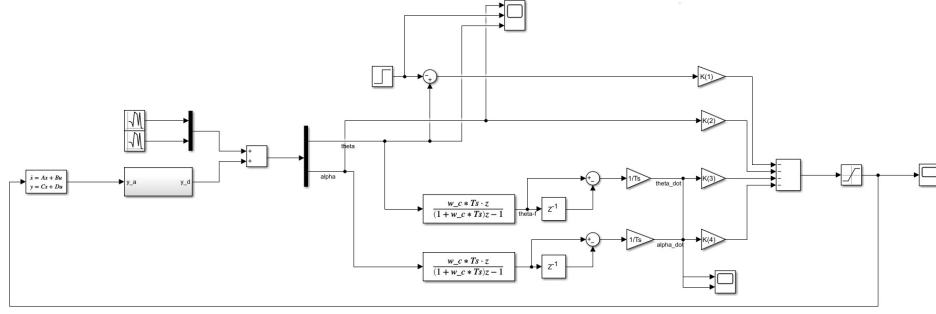 K(1)
K(2)
theta
+
+
ẋ = Ax + Bu
y = Cx + Du
y_a
y_d
alpha
1/Ts
theta_dot
K(3)
w_c * Ts · z
(1 + w_c * Ts)z − 1
theta-f
Z⁻¹
1/Ts
alpha_dot
K(4)
w_c * Ts · z
(1 + w_c * Ts)z − 1
Z⁻¹